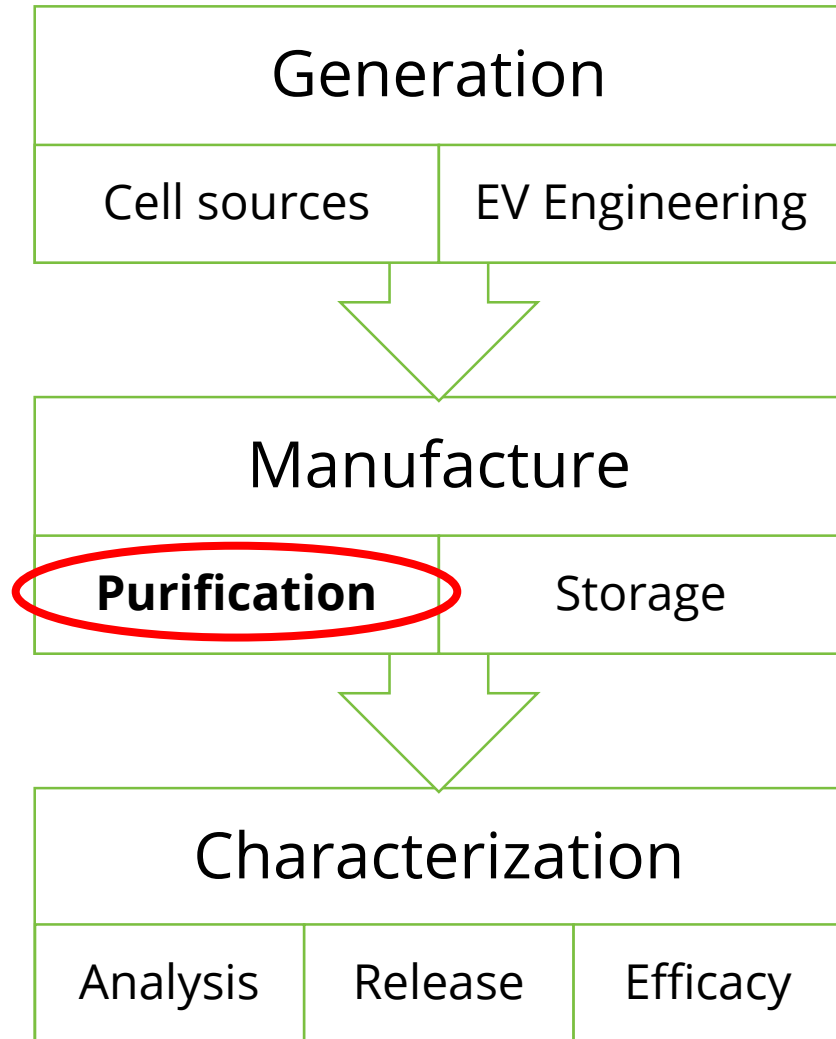 Generation
Cell sources
EV Engineering
Manufacture
Purification
Storage
Characterization
Analysis
Release
Efficacy